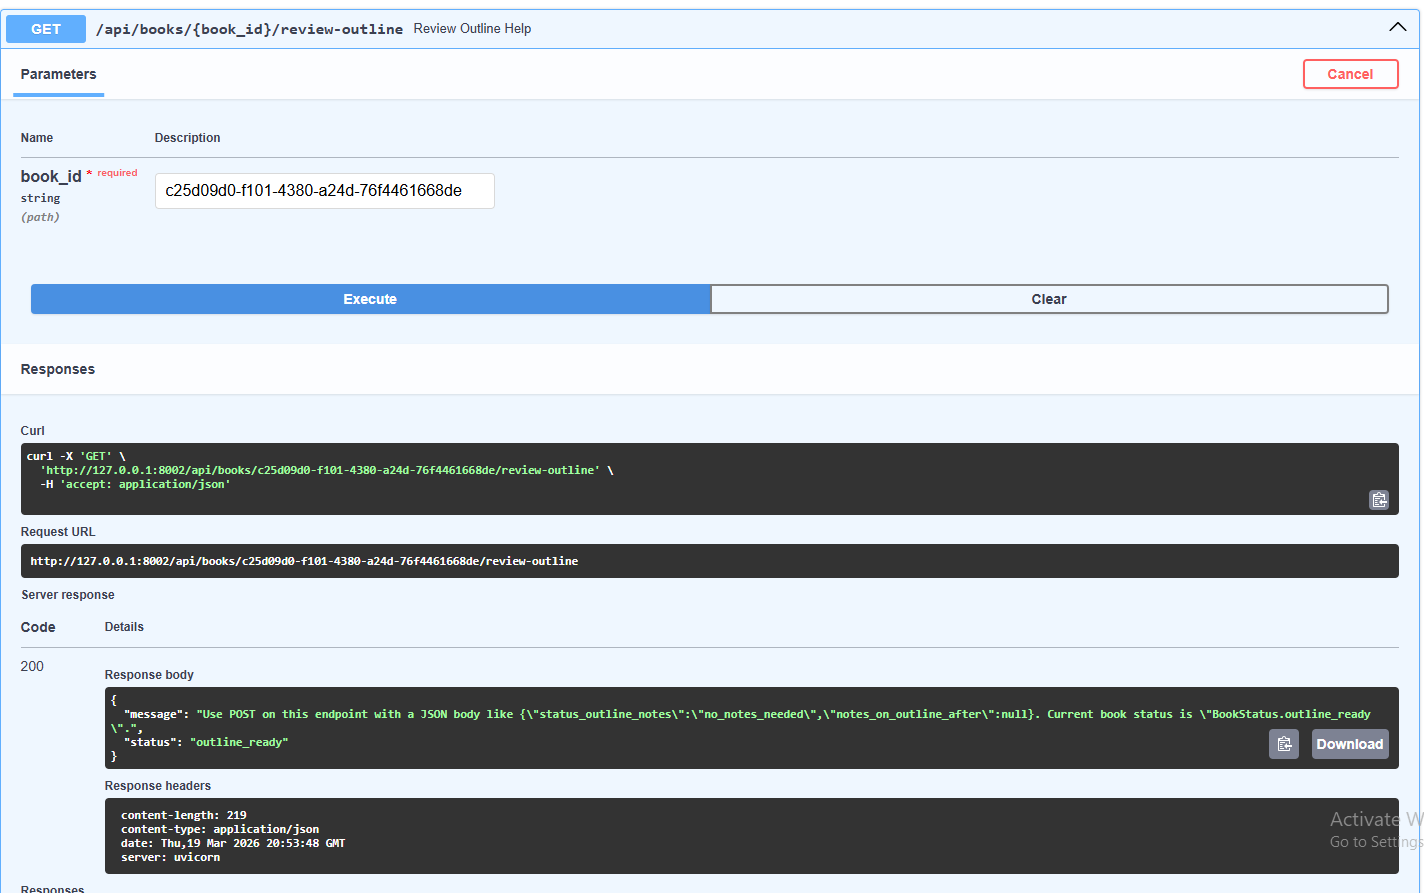 GET /api/books/{book_id}/review-outline Review Outline Help
Parameters
Cancel
Name Description
book_id * required
string
(path)
c25d09d0-f101-4380-a24d-76f4461668de
Execute Clear
Responses
Curl
curl -X 'GET' \
'http://127.0.0.1:8002/api/books/c25d09d0-f101-4380-a24d-76f4461668de/review-outline' \
-H 'accept: application/json'
Request URL
http://127.0.0.1:8002/api/books/c25d09d0-f101-4380-a24d-76f4461668de/review-outline
Server response
Code Details
200
Response body
{
"message": "Use POST on this endpoint with a JSON body like {\"status_outline_notes\":\"no_notes_needed\",\"notes_on_outline_after\":null}. Current book status is \"BookStatus.outline_ready
\".",
"status": "outline_ready"
}
Download
Response headers
content-length: 219
content-type: application/json
date: Thu,19 Mar 2026 20:53:48 GMT
server: uvicorn
Activate W
Go to Settings
Responses